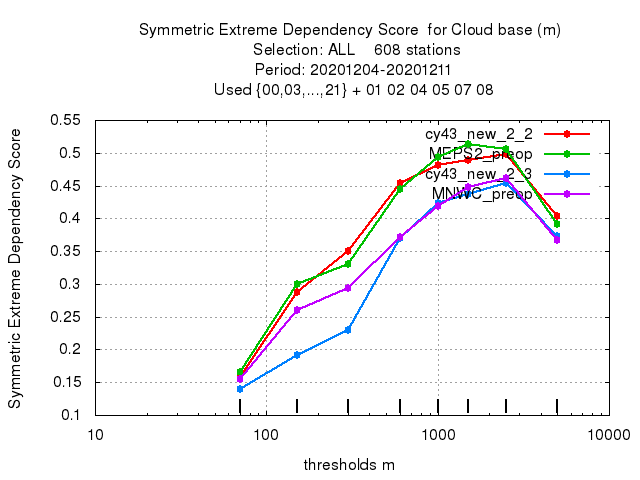 Symmetric Extreme Dependency Score for Cloud base (m)
Selection: ALL 608 stations
Period: 20201204-20201211
Used {00,03,...,21} + 01 02 04 05 07 08
Symmetric Extreme Dependency Score
0.55
0.5
0.45
0.4
0.35
0.3
0.25
0.2
0.15
0.1
cy43_new_2_2
MEPS2_preop
cy43_new_2_3
MNWC_preop
10
100
1000
10000
thresholds m